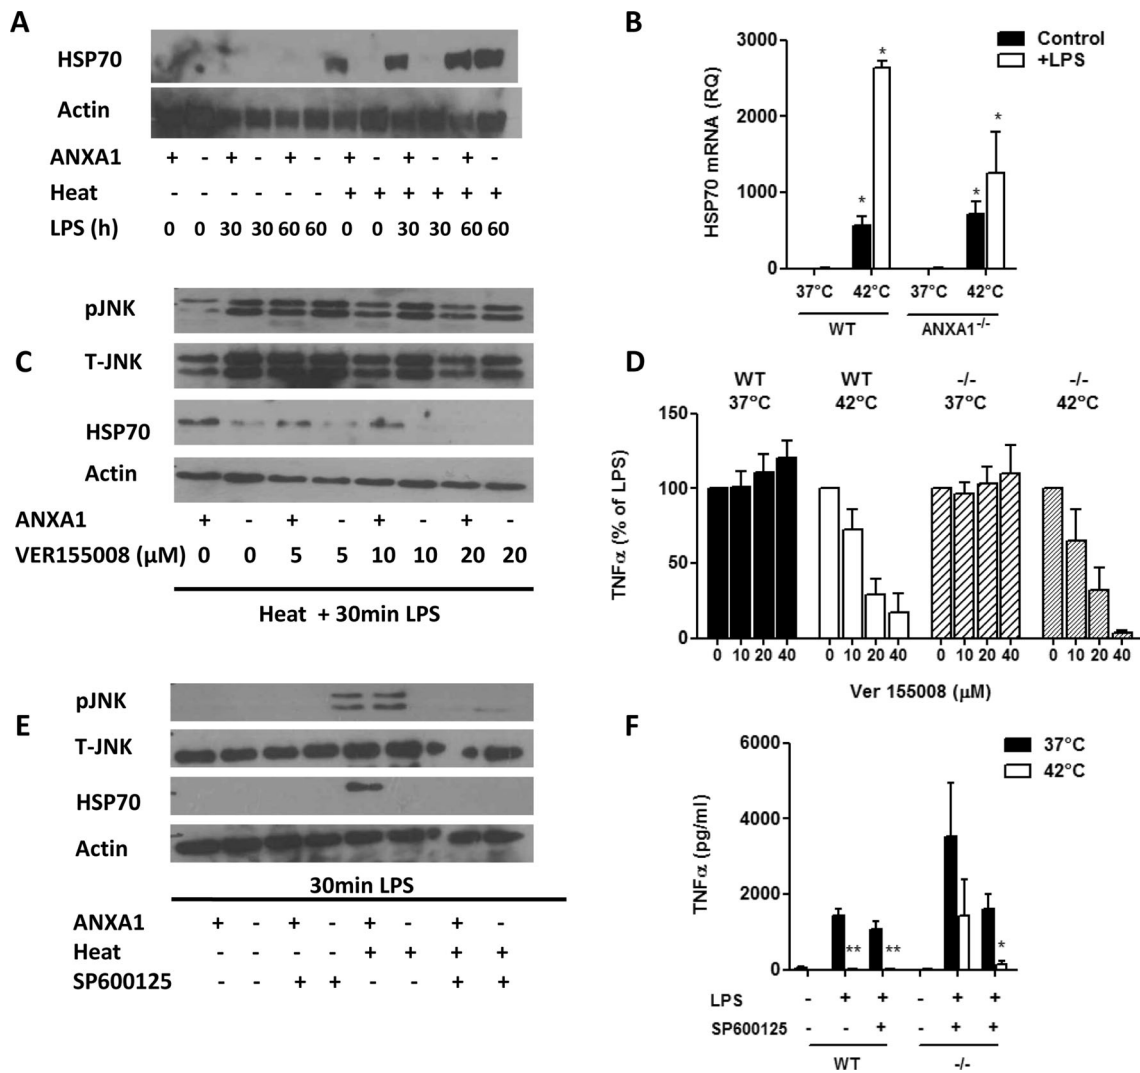 A
HSP70
Actin
ANXA1 + - + - + - + - + - + -
Heat - - - - - - + + + + + +
LPS (h) 0 0 30 30 60 60 0 0 30 30 60 60
B
HSP70 mRNA (RQ)
3000
2000
1000
0
Control
+LPS
*
*
*
*
37°C 42°C 37°C 42°C
WT ANXA1-/-
C
pJNK
T-JNK
HSP70
Actin
ANXA1 + - + - + - + -
VER155008 (µM) 0 0 5 5 10 10 20 20
Heat + 30min LPS
D
WT WT -/- -/-
37°C 42°C 37°C 42°C
TNFα (% of LPS)
150
100
50
0
0 10 20 40 0 10 20 40 0 10 20 40 0 10 20 40
Ver 155008 (µM)
E
pJNK
T-JNK
HSP70
Actin
30min LPS
ANXA1 + - + - + - + -
Heat - - - - + + + +
SP600125 - - + + - - + +
F
TNFα (pg/ml)
6000
4000
2000
0
37°C
42°C
** ** *
LPS - + + - + +
SP600125 - - + - + +
WT -/-